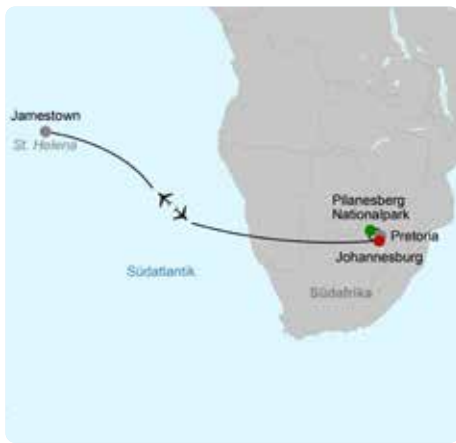 Jamestown
St. Helena
Pilanesberg
Nationalpark
Pretoria
Johannesburg
Südatlantik
Südafrika